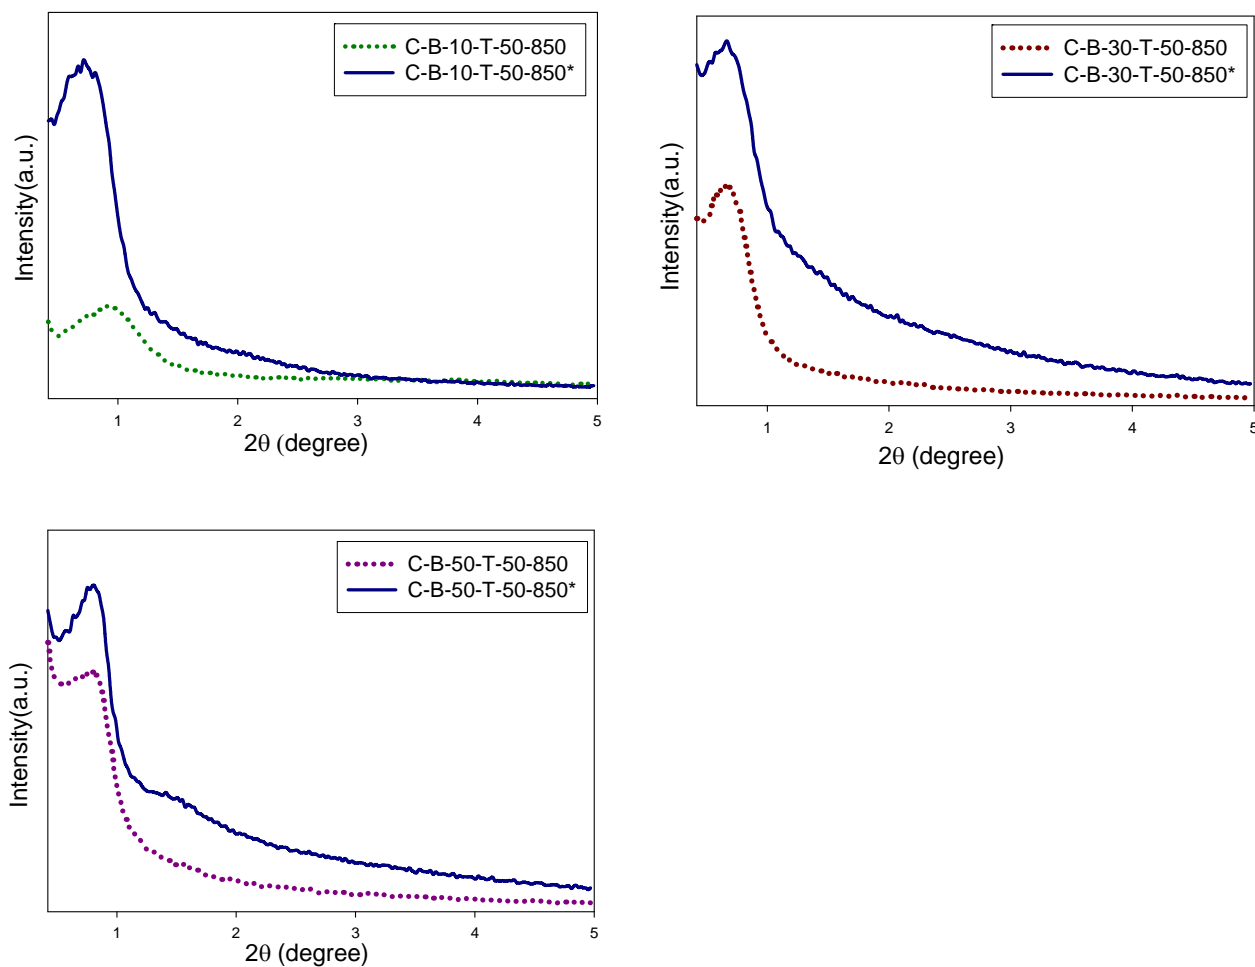 C-B-10-T-50-850
C-B-10-T-50-850*
Intensity(a.u.)
1 2 3 4 5
2θ (degree)
C-B-30-T-50-850
C-B-30-T-50-850*
Intensity(a.u.)
1 2 3 4 5
2θ (degree)
C-B-50-T-50-850
C-B-50-T-50-850*
Intensity(a.u.)
1 2 3 4 5
2θ (degree)